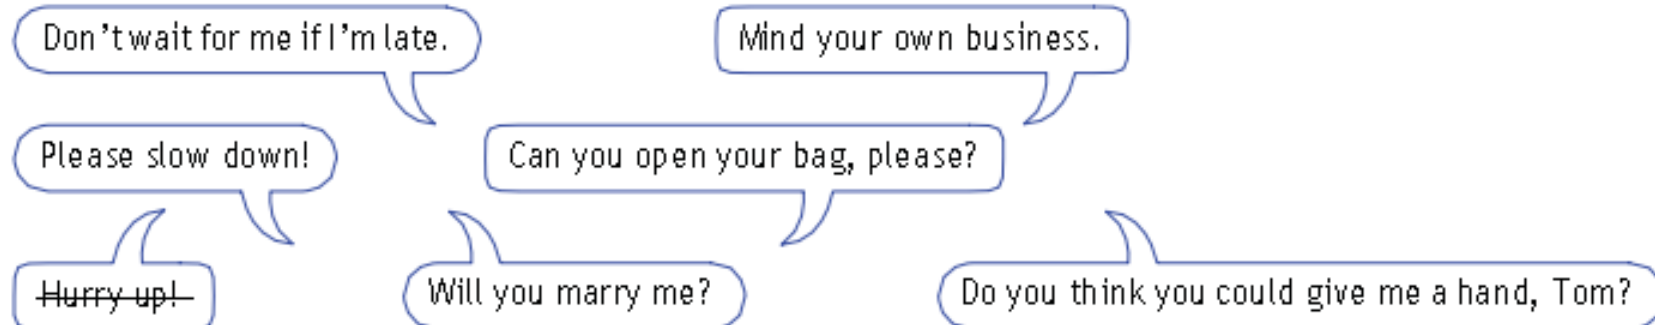 Don't wait for me if I'm late.
Mind your own business.
Please slow down!
Can you open your bag, please?
Hurry up!
Will you marry me?
Do you think you could give me a hand, Tom?